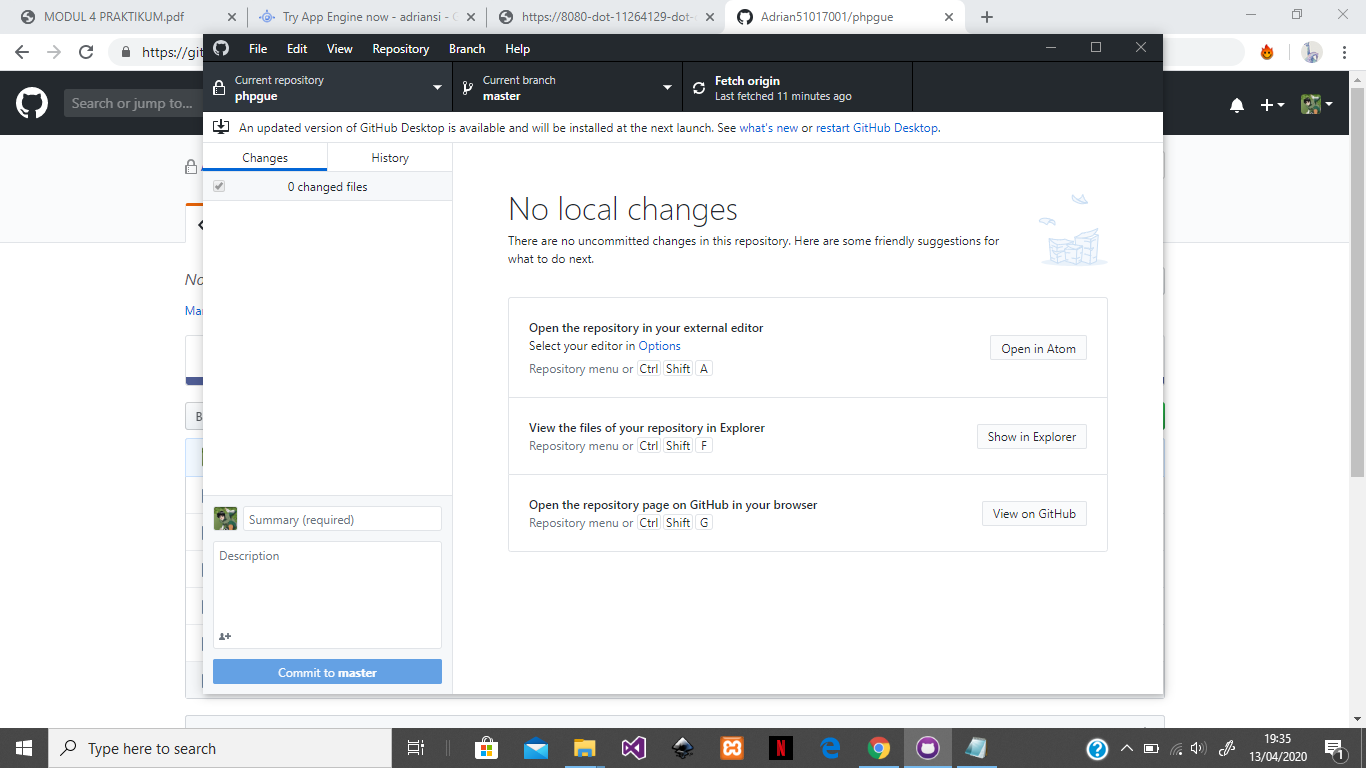 MODUL 4 PRAKTIKUM.pdf
Try App Engine now - adriansi -
https://8080-dot-11264129-dot-
Adrian51017001/phpgue
https://git
Search or jump to...
File Edit View Repository Branch Help
Current repository
phpgue
Current branch
master
Fetch origin
Last fetched 11 minutes ago
An updated version of GitHub Desktop is available and will be installed at the next launch. See what's new or restart GitHub Desktop.
Changes
History
0 changed files
No local changes
There are no uncommitted changes in this repository. Here are some friendly suggestions for
what to do next.
Open the repository in your external editor
Select your editor in Options
Repository menu or Ctrl Shift A
Open in Atom
View the files of your repository in Explorer
Repository menu or Ctrl Shift F
Show in Explorer
Open the repository page on GitHub in your browser
Repository menu or Ctrl Shift G
View on GitHub
Summary (required)
Description
Commit to master
Type here to search
19:35
13/04/2020
1